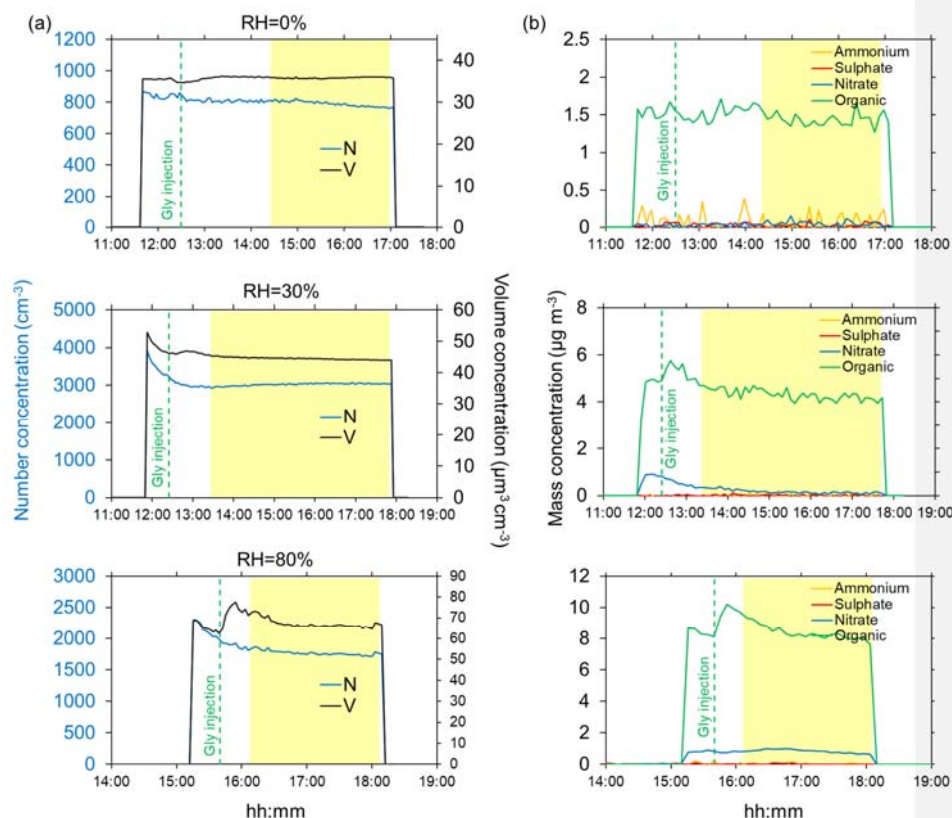 (a)
RH=0%
1200
1000
800
600
400
200
0
40
30
20
10
0
Gly injection
N
V
11:00 12:00 13:00 14:00 15:00 16:00 17:00 18:00
(b)
2.5
2
1.5
1
0.5
0
Ammonium
Sulphate
Nitrate
Organic
Gly injection
11:00 12:00 13:00 14:00 15:00 16:00 17:00 18:00
RH=30%
Number concentration (cm-3)
5000
4000
3000
2000
1000
0
60
50
40
30
20
10
0
Volume concentration (µm3 cm-3)
Gly injection
N
V
11:00 12:00 13:00 14:00 15:00 16:00 17:00 18:00 19:00
Mass concentration (µg m-3)
8
6
4
2
0
Ammonium
Sulphate
Nitrate
Organic
Gly injection
11:00 12:00 13:00 14:00 15:00 16:00 17:00 18:00 19:00
RH=80%
3000
2500
2000
1500
1000
500
0
90
80
70
60
50
40
30
20
10
0
Gly injection
N
V
14:00 15:00 16:00 17:00 18:00 19:00
hh:mm
12
10
8
6
4
2
0
Ammonium
Sulphate
Nitrate
Organic
Gly injection
14:00 15:00 16:00 17:00 18:00 19:00
hh:mm